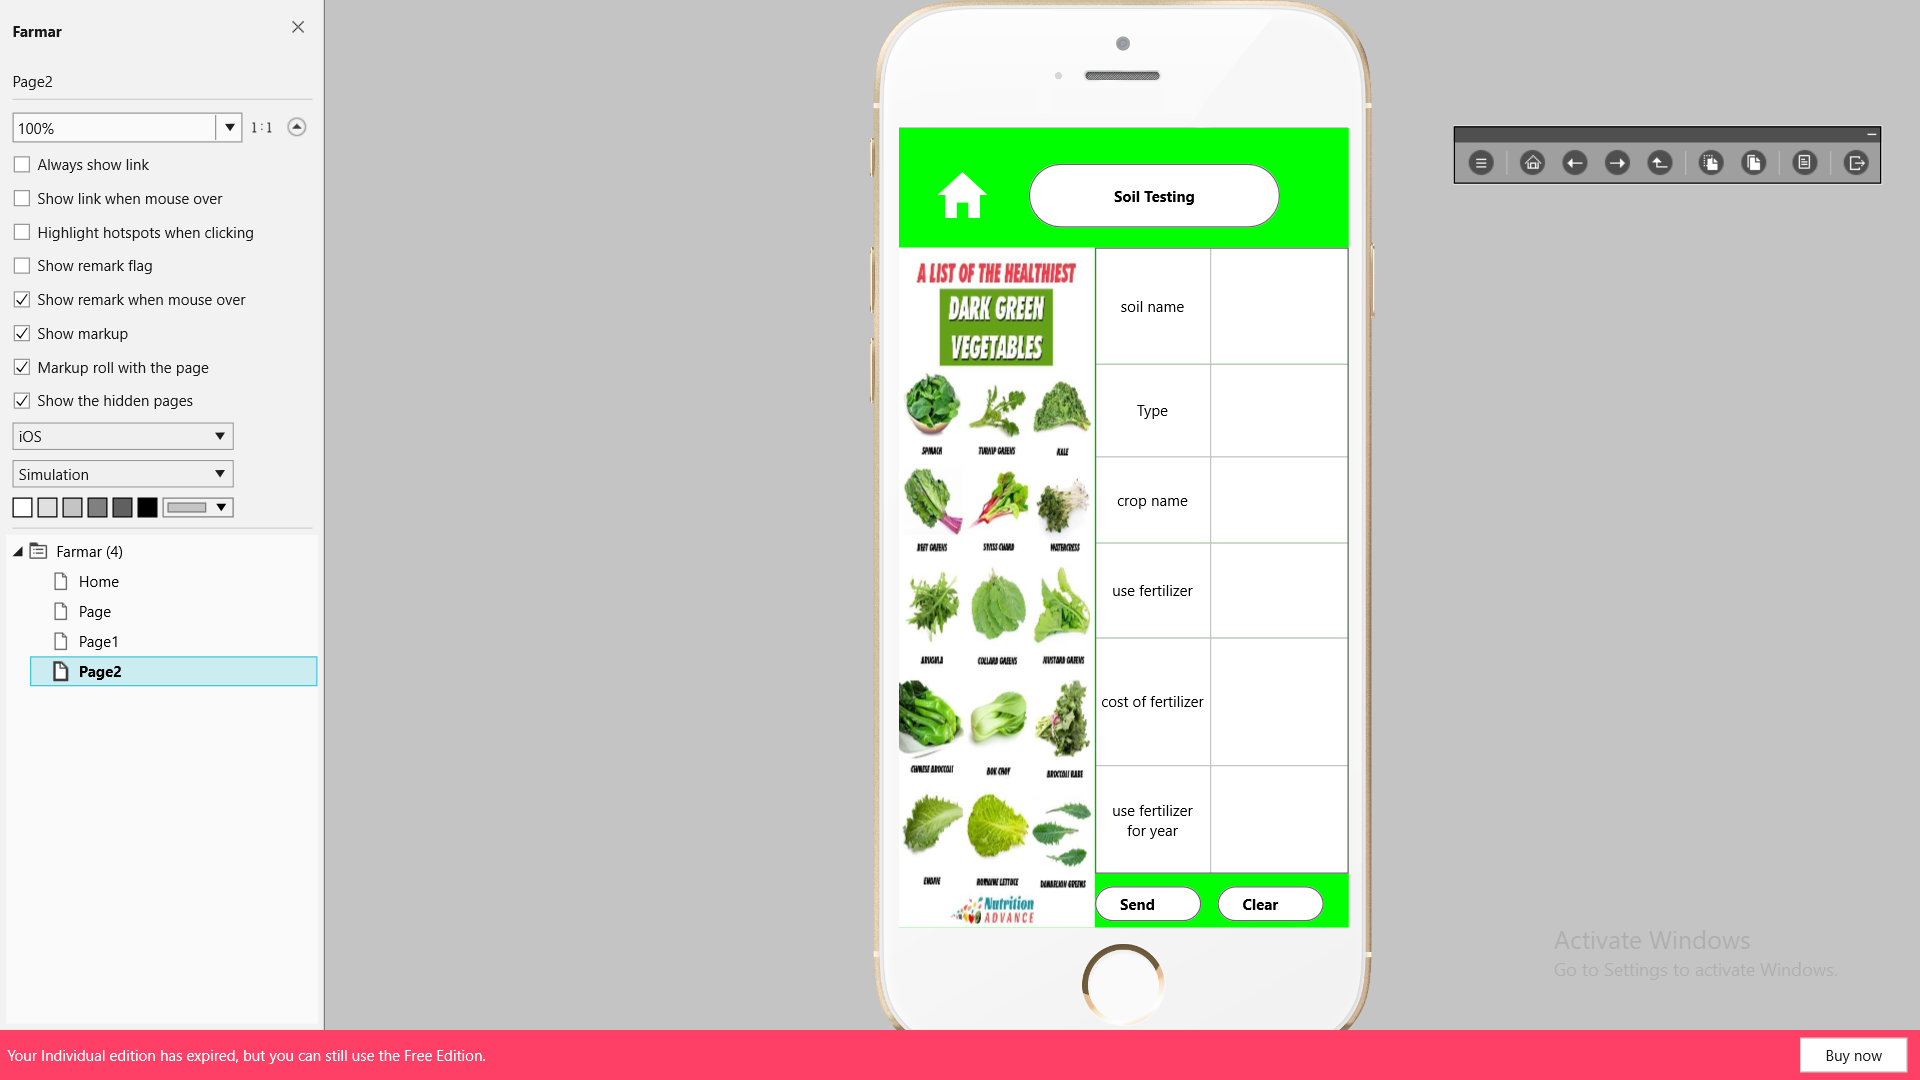 Farmar
Page2
100%
1:1
Always show link
Show link when mouse over
Highlight hotspots when clicking
Show remark flag
Show remark when mouse over
Show markup
Markup roll with the page
Show the hidden pages
iOS
Simulation
Farmar (4)
Home
Page
Page1
Page2
Soil Testing
A LIST OF THE HEALTHIEST
DARK GREEN
VEGETABLES
SPINACH
TURNIP GREENS
KALE
BEET GREENS
SWISS CHARD
WATERCRESS
ARUGULA
COLLARD GREENS
MUSTARD GREENS
CHINESE BROCCOLI
BOK CHOY
BROCCOLI RABE
ENDIVE
ROMAINE LETTUCE
DANDELION GREENS
Nutrition
ADVANCE
soil name
Type
crop name
use fertilizer
cost of fertilizer
use fertilizer
for year
Send
Clear
Activate Windows
Go to Settings to activate Windows.
Your Individual edition has expired, but you can still use the Free Edition.
Buy now